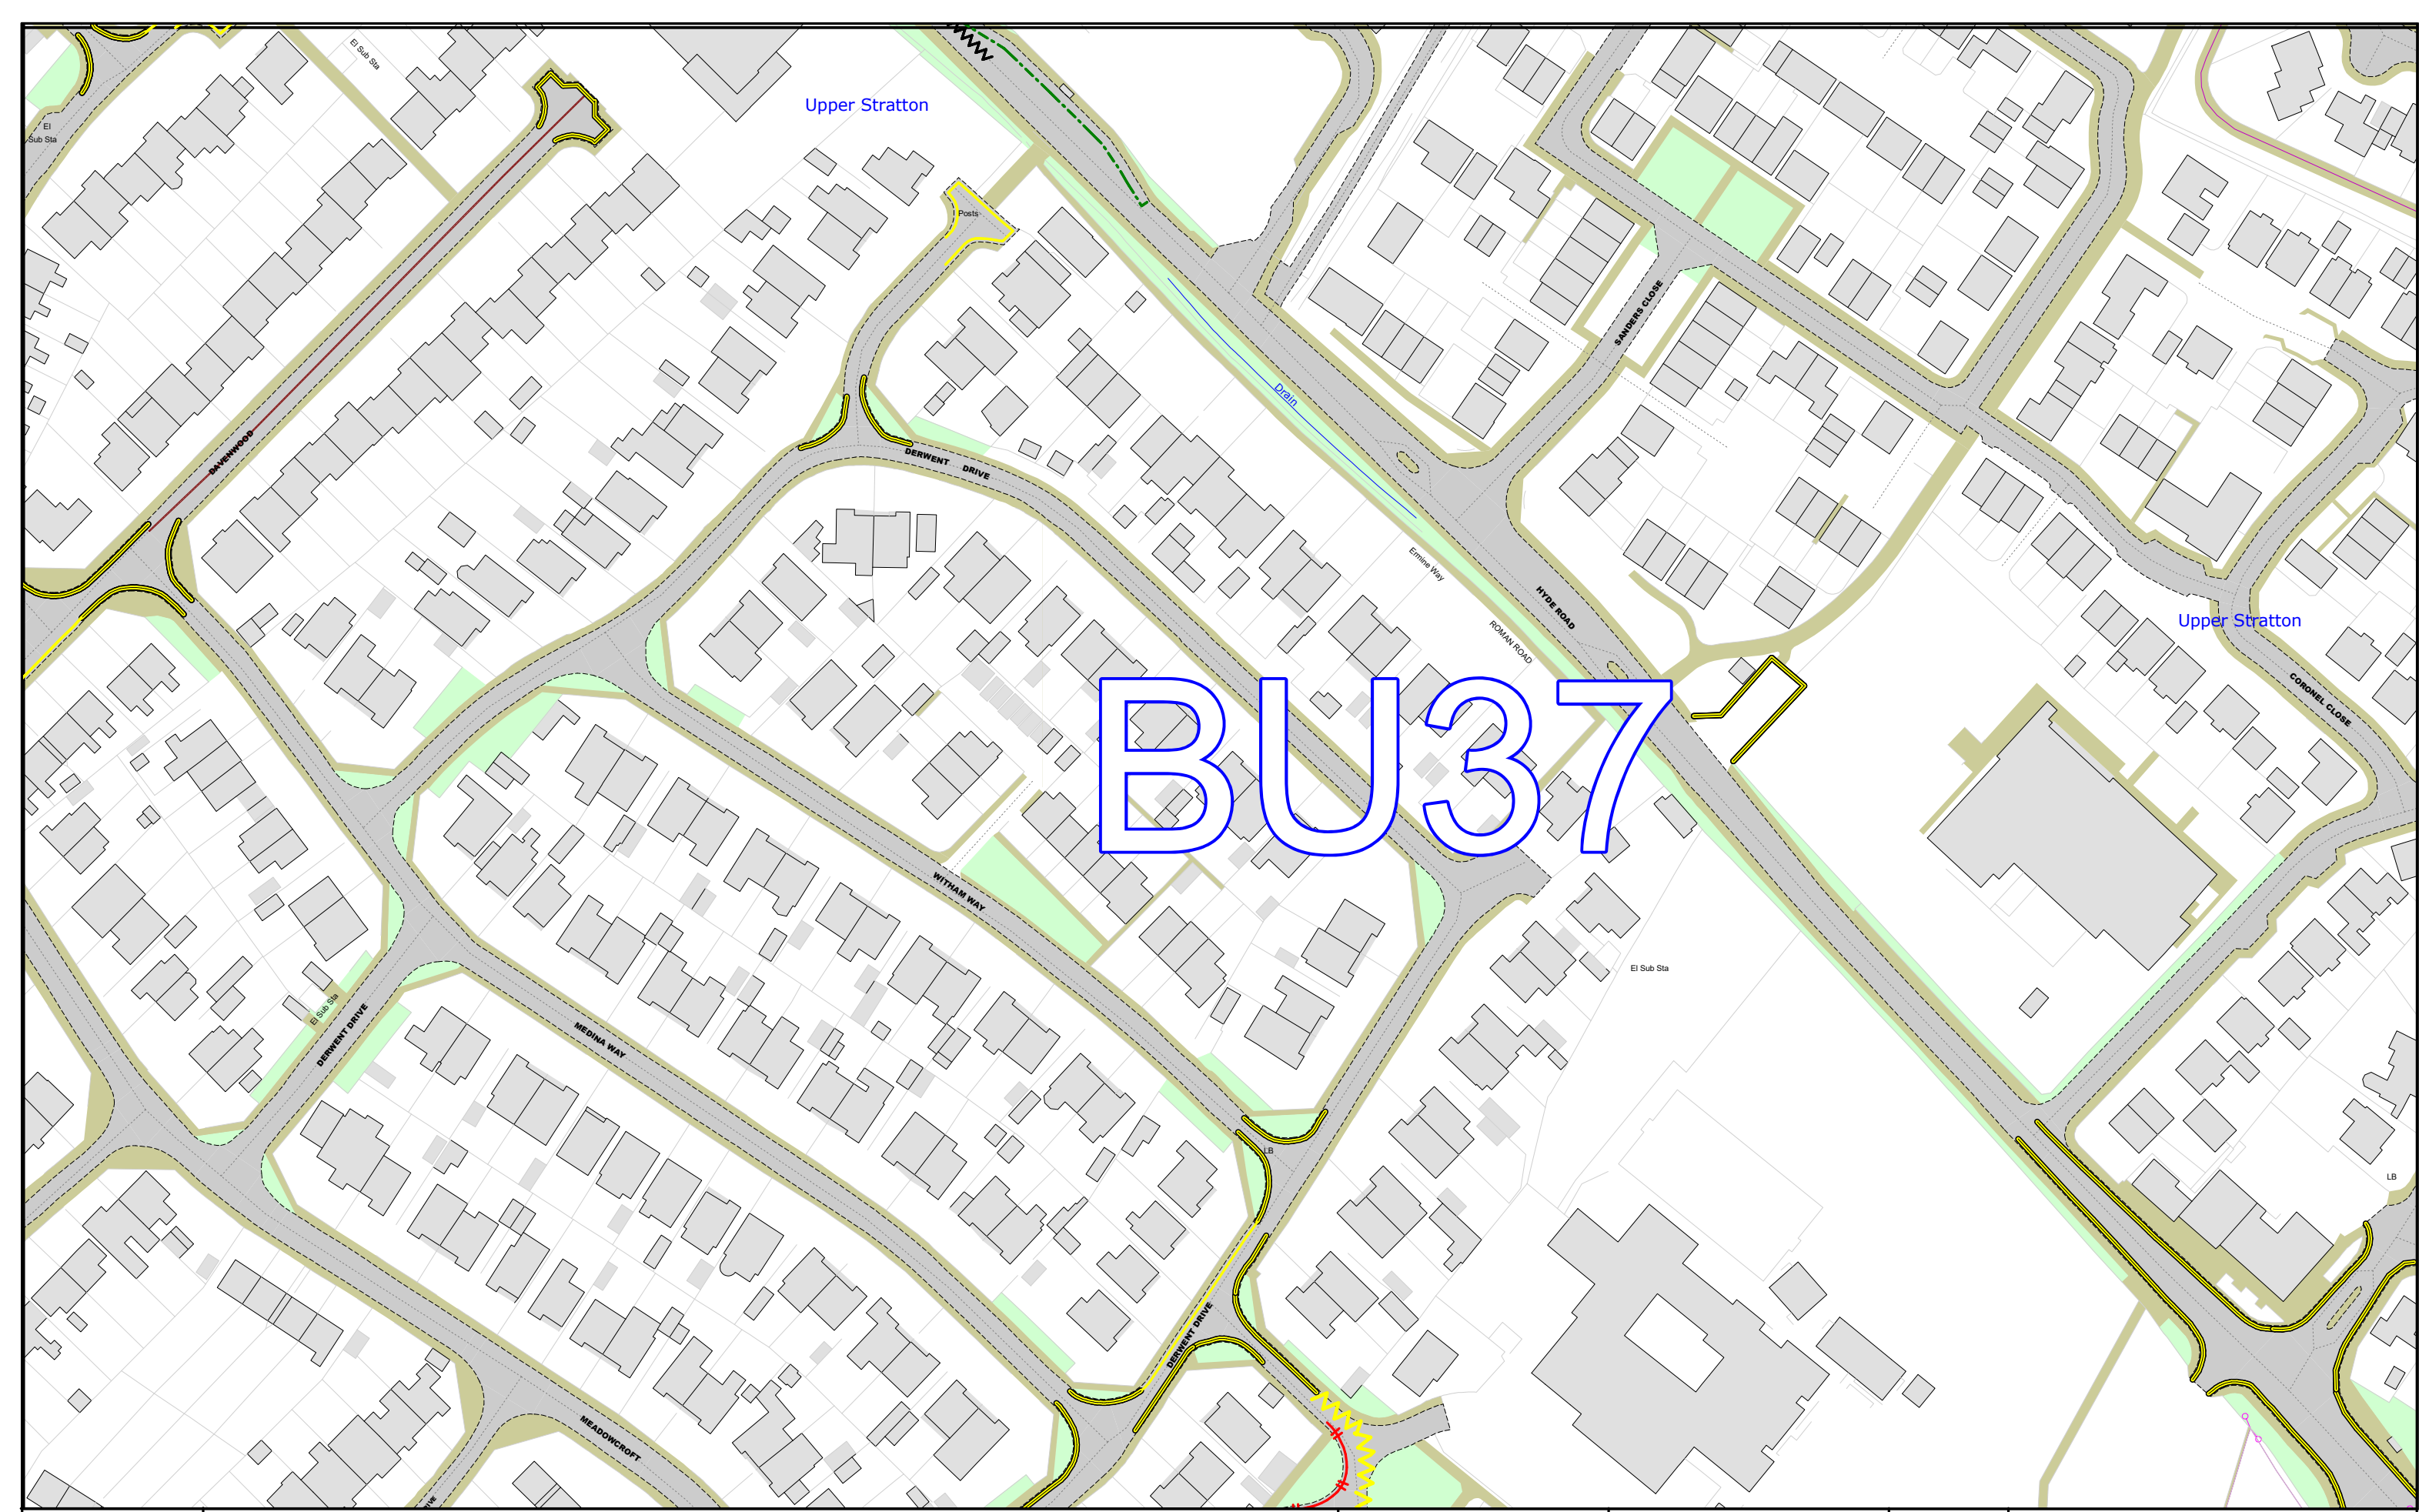 El Sub Sta
Upper Stratton
El
Sub Sta
Posts
SANDERS CLOSE
Drain
DAVENWOOD
DERWENT DRIVE
Ermine Way
HYDE ROAD
ROMAN ROAD
Upper Stratton
CORONEL CLOSE
BU37
WITHAM WAY
El Sub Sta
El Sub Sta
DERWENT DRIVE
MEDINA WAY
LB
LB
DERWENT DRIVE
MEADOWCROFT
IVE